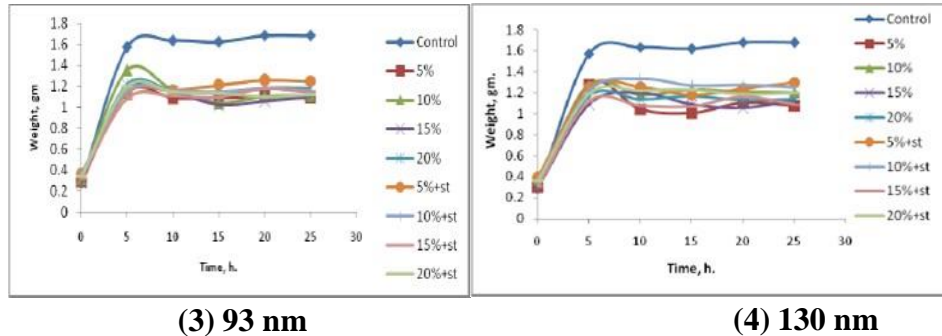 Weight, gm
1.8
1.6
1.4
1.2
1
0.8
0.6
0.4
0.2
0
0 5 10 15 20 25 30
Time, h.
Control
5%
10%
15%
20%
5%+st
10%+st
15%+st
20%+st
(3) 93 nm
Weight, gm.
1.8
1.6
1.4
1.2
1
0.8
0.6
0.4
0.2
0
0 5 10 15 20 25 30
Time, h.
Control
5%
10%
15%
20%
5%+st
10%+st
15%+st
20%+st
(4) 130 nm